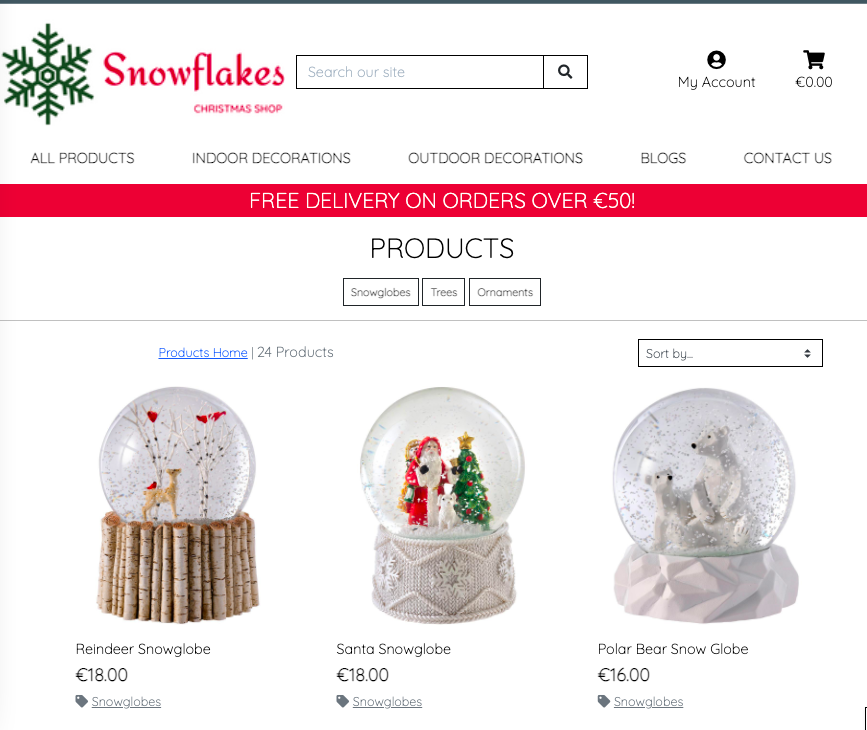 Snowflakes
CHRISTMAS SHOP
Search our site
My Account
€0.00
ALL PRODUCTS INDOOR DECORATIONS OUTDOOR DECORATIONS BLOGS CONTACT US
FREE DELIVERY ON ORDERS OVER €50!
PRODUCTS
Snowglobes Trees Ornaments
Products Home | 24 Products
Sort by...
Reindeer Snowglobe
€18.00
Snowglobes
Santa Snowglobe
€18.00
Snowglobes
Polar Bear Snow Globe
€16.00
Snowglobes